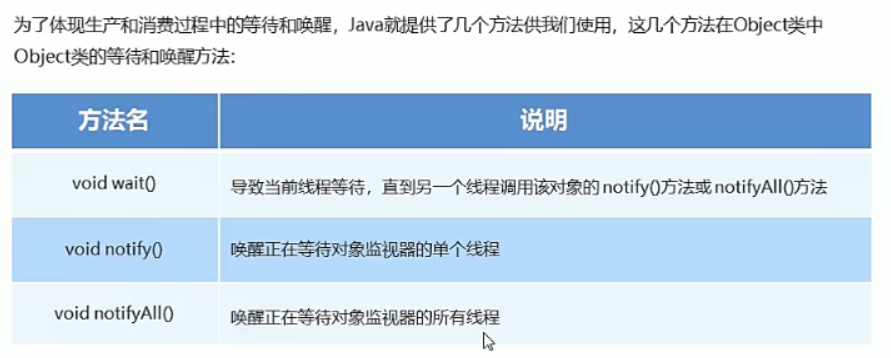 为了体现生产和消费过程中的等待和唤醒，Java就提供了几个方法供我们使用，这几个方法在Object类中
Object类的等待和唤醒方法：
方法名 说明
void wait() 导致当前线程等待，直到另一个线程调用该对象的 notify()方法或 notifyAll()方法
void notify() 唤醒正在等待对象监视器的单个线程
void notifyAll() 唤醒正在等待对象监视器的所有线程